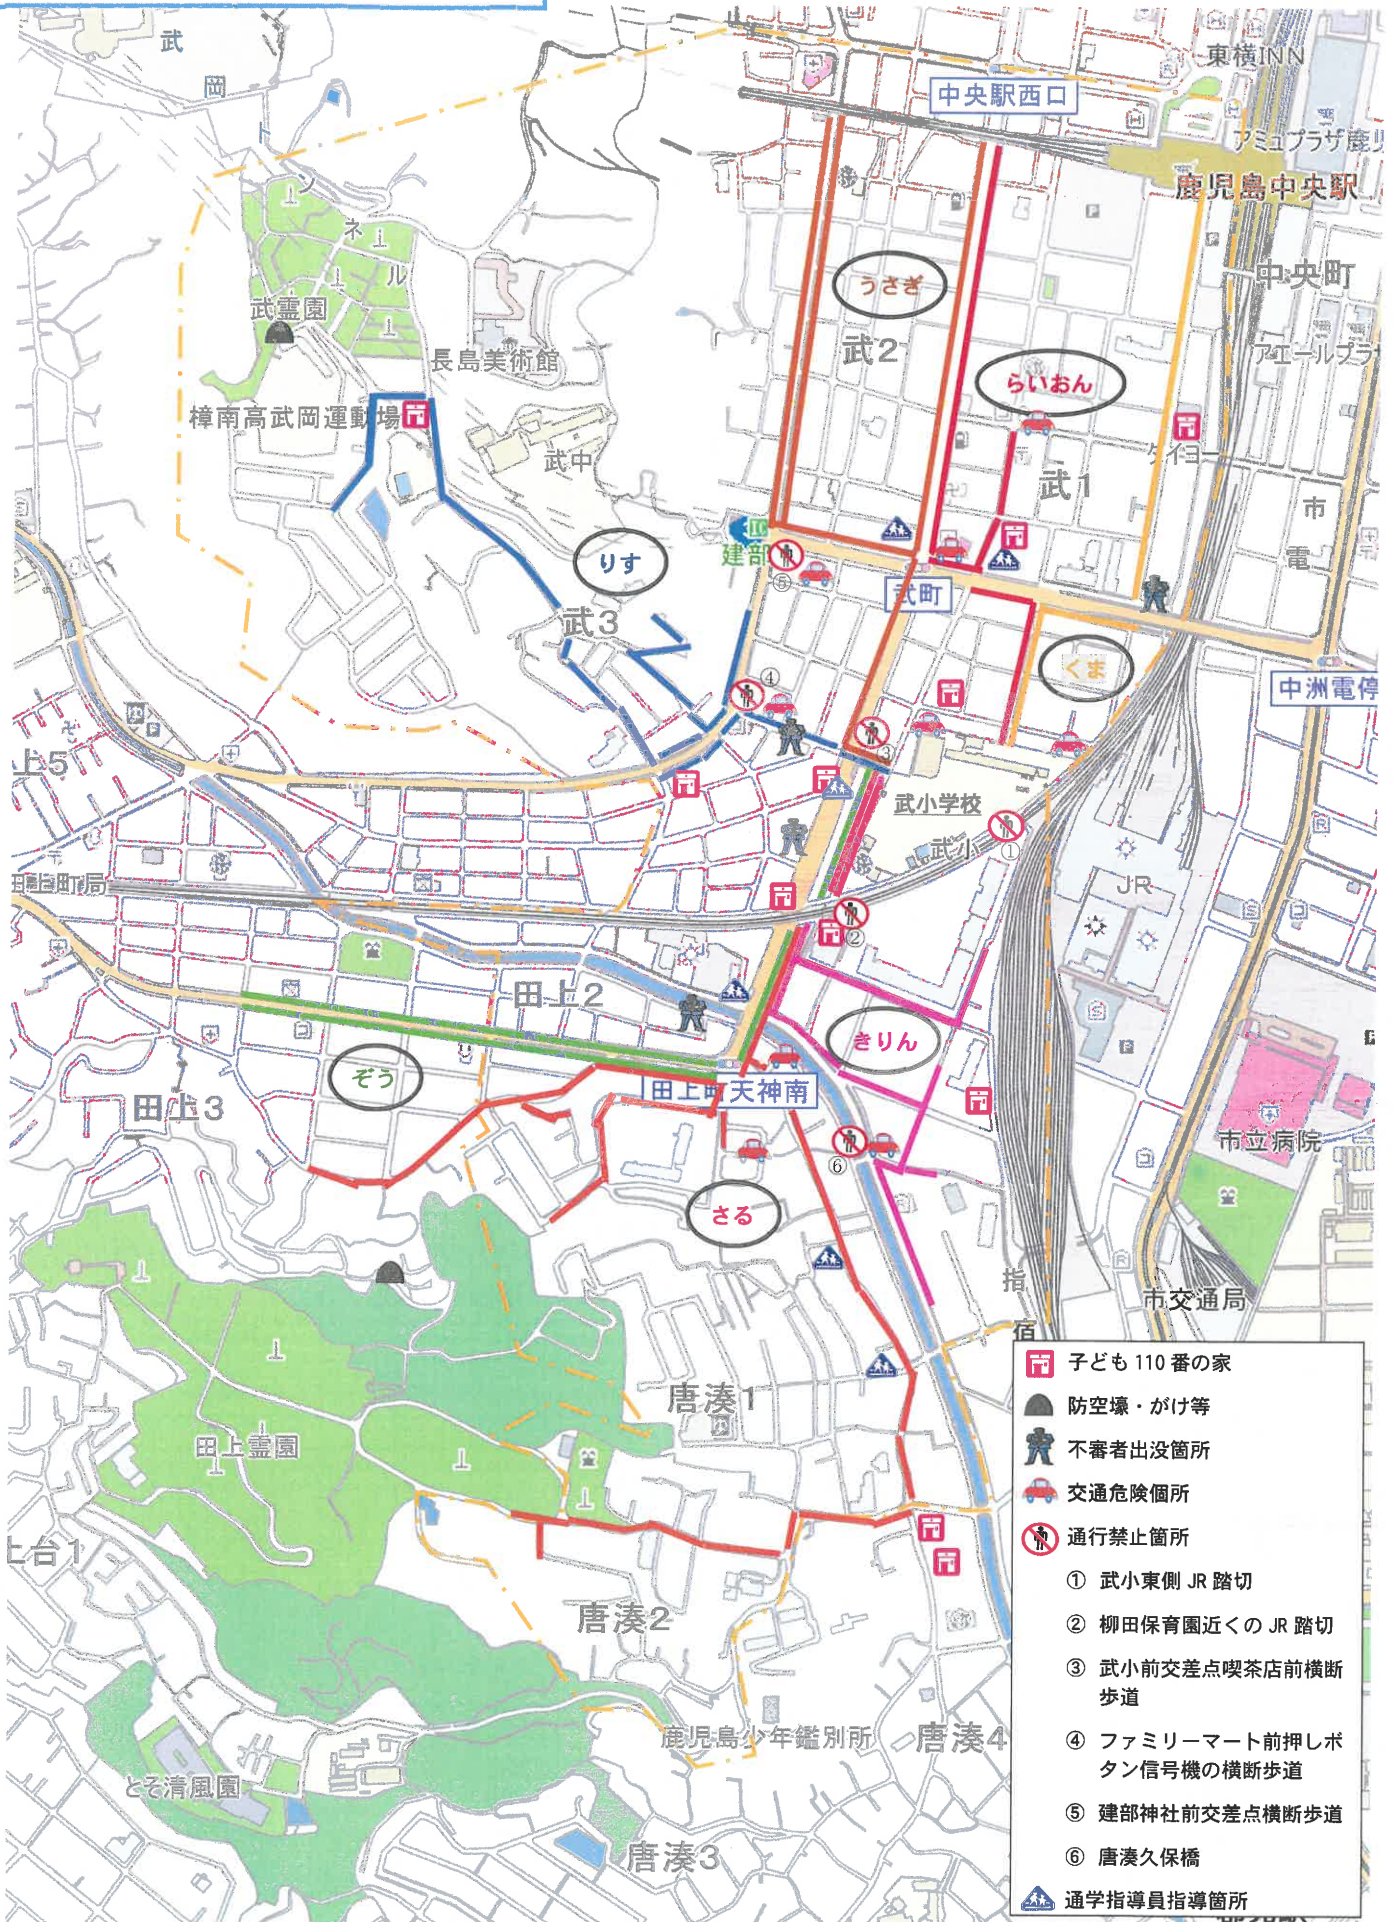 武
岡
ト
ン
ネ
ル
東横INN
中央駅西口
アミュプラザ鹿児
鹿児島中央駅
中央町
アエールプラザ
うさぎ
武2
らいおん
武霊園
長島美術館
樟南高武岡運動場
武中
タイヨー
武1
市
電
IC
建部
⑤
りす
武町
武3
くま
中洲電停
④
③
上5
武小学校
武小
①
JR
田上町局
②
田上2
きりん
ぞう
田上町天神南
田上3
⑥
市立病院
さる
指
宿
市交通局
唐湊1
田上霊園
上台1
唐湊2
鹿児島少年鑑別所
唐湊4
とそ清風園
唐湊3
子ども110番の家
防空壕・がけ等
不審者出没箇所
交通危険個所
通行禁止箇所
① 武小東側JR踏切
② 柳田保育園近くのJR踏切
③ 武小前交差点喫茶店前横断
歩道
④ ファミリーマート前押しボ
タン信号機の横断歩道
⑤ 建部神社前交差点横断歩道
⑥ 唐湊久保橋
通学指導員指導箇所